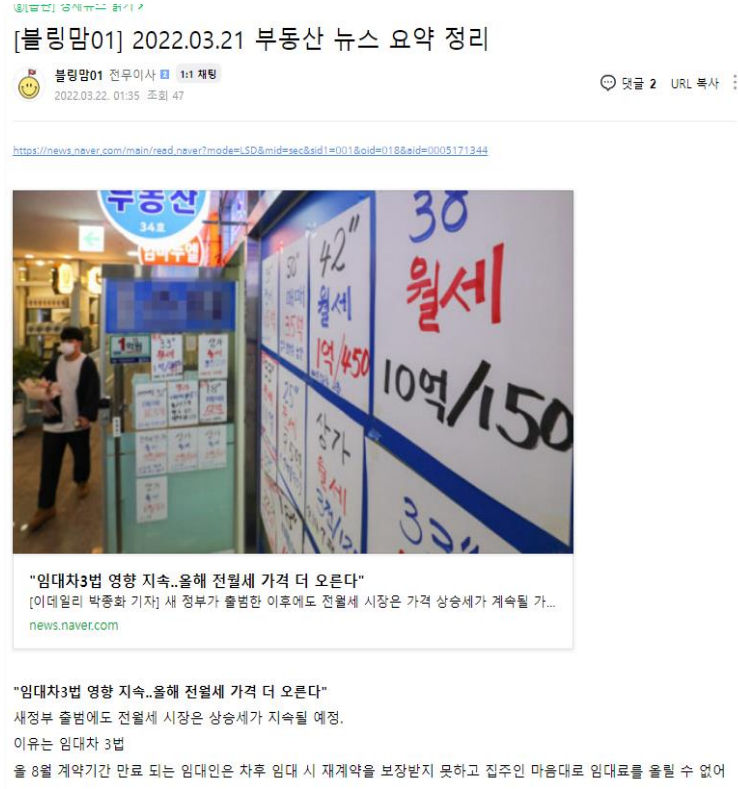 [블링맘01] 2022.03.21 부동산 뉴스 요약 정리
블링맘01 전무이사 1:1 채팅
댓글 2 URL 복사
2022.03.22. 01:35 조회 47
https://news.naver.com/main/read.naver?mode=LSD&mid=sec&sid1=001&oid=018&aid=0005171344
부동산
34호
38
월세
10억/150
42"
월세
1억/450
상가
월세
"임대차3법 영향 지속..올해 전월세 가격 더 오른다"
[이데일리 박종화 기자] 새 정부가 출범한 이후에도 전월세 시장은 가격 상승세가 계속될 가...
news.naver.com
"임대차3법 영향 지속..올해 전월세 가격 더 오른다"
새정부 출범에도 전월세 시장은 상승세가 지속될 예정.
이유는 임대차 3법
올 8월 계약기간 만료 되는 임대인은 차후 임대 시 재계약을 보장받지 못하고 집주인 마음대로 임대료를 올릴 수 없어